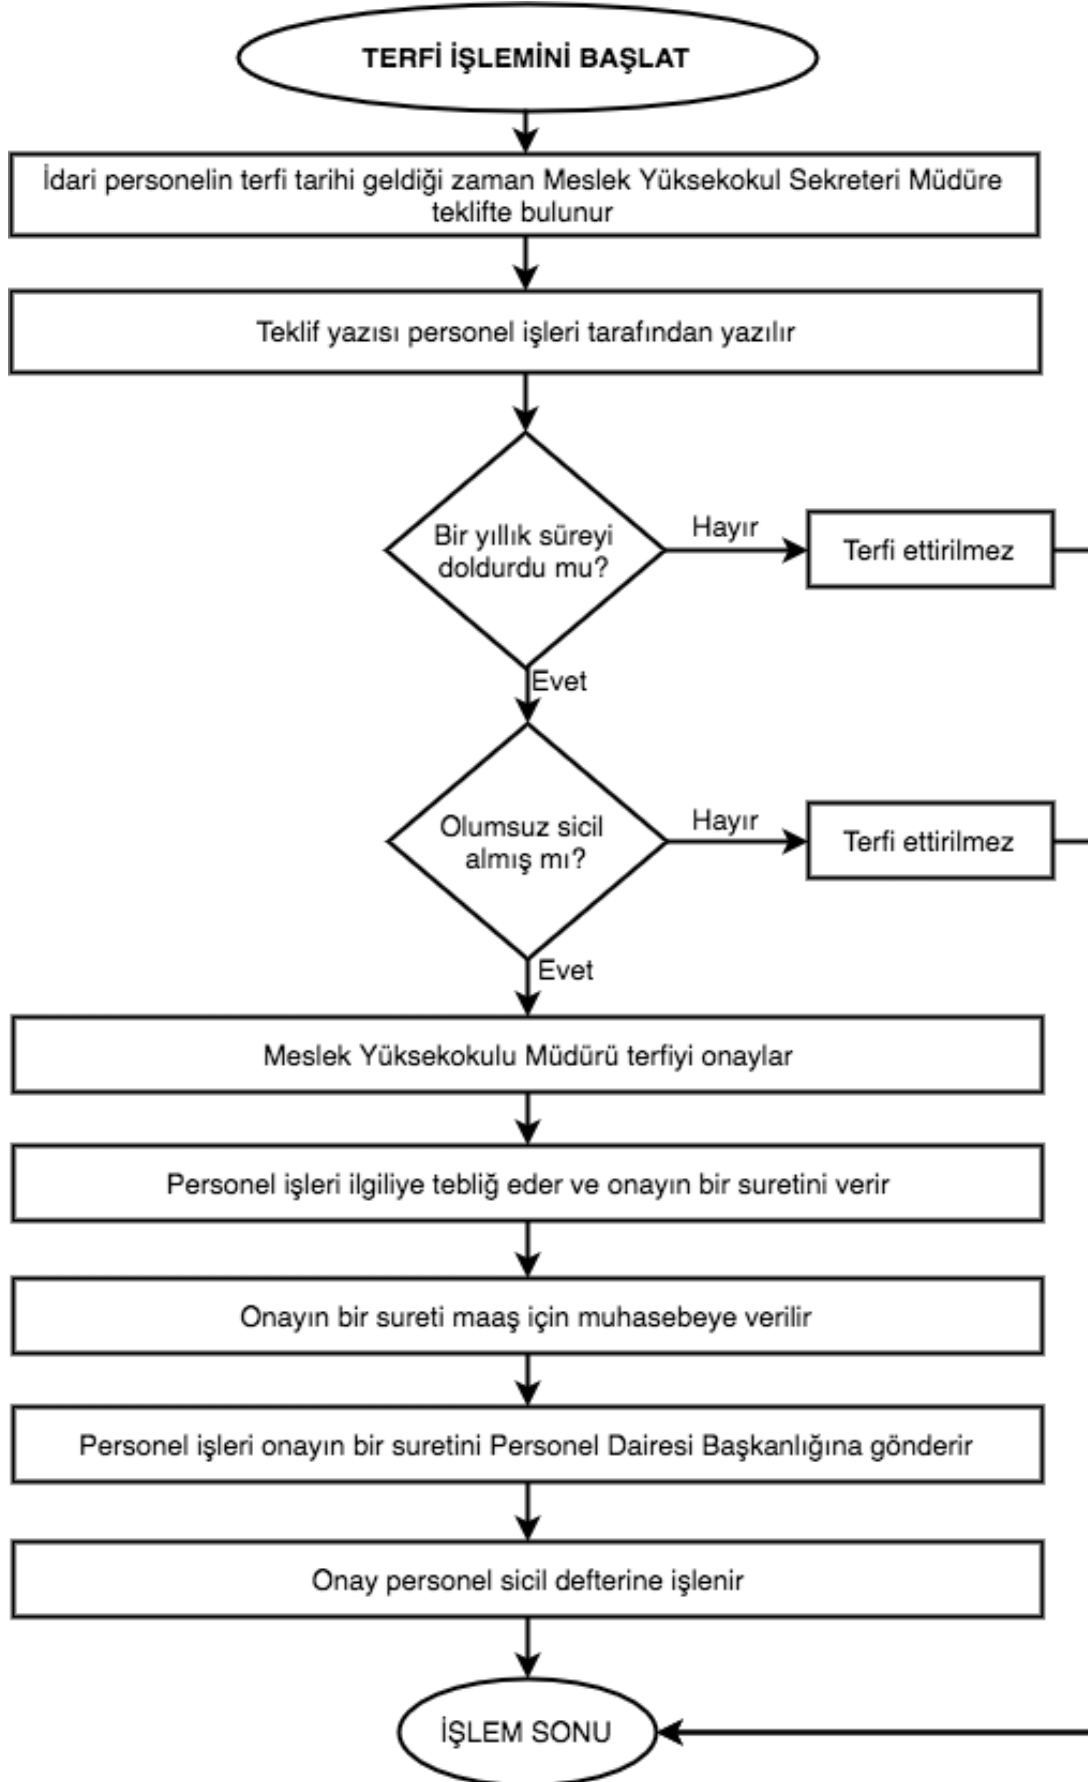 TERFİ İŞLEMİNİ BAŞLAT
İdari personelin terfi tarihi geldiği zaman Meslek Yüksekokul Sekreteri Müdüre
teklifte bulunur
Teklif yazısı personel işleri tarafından yazılır
Bir yıllık süreyi
doldurdu mu?
Hayır
Terfi ettirilmez
Evet
Olumsuz sicil
almış mı?
Hayır
Terfi ettirilmez
Evet
Meslek Yüksekokulu Müdürü terfiyi onaylar
Personel işleri ilgiliye tebliğ eder ve onayın bir suretini verir
Onayın bir sureti maaş için muhasebeye verilir
Personel işleri onayın bir suretini Personel Dairesi Başkanlığına gönderir
Onay personel sicil defterine işlenir
İŞLEM SONU